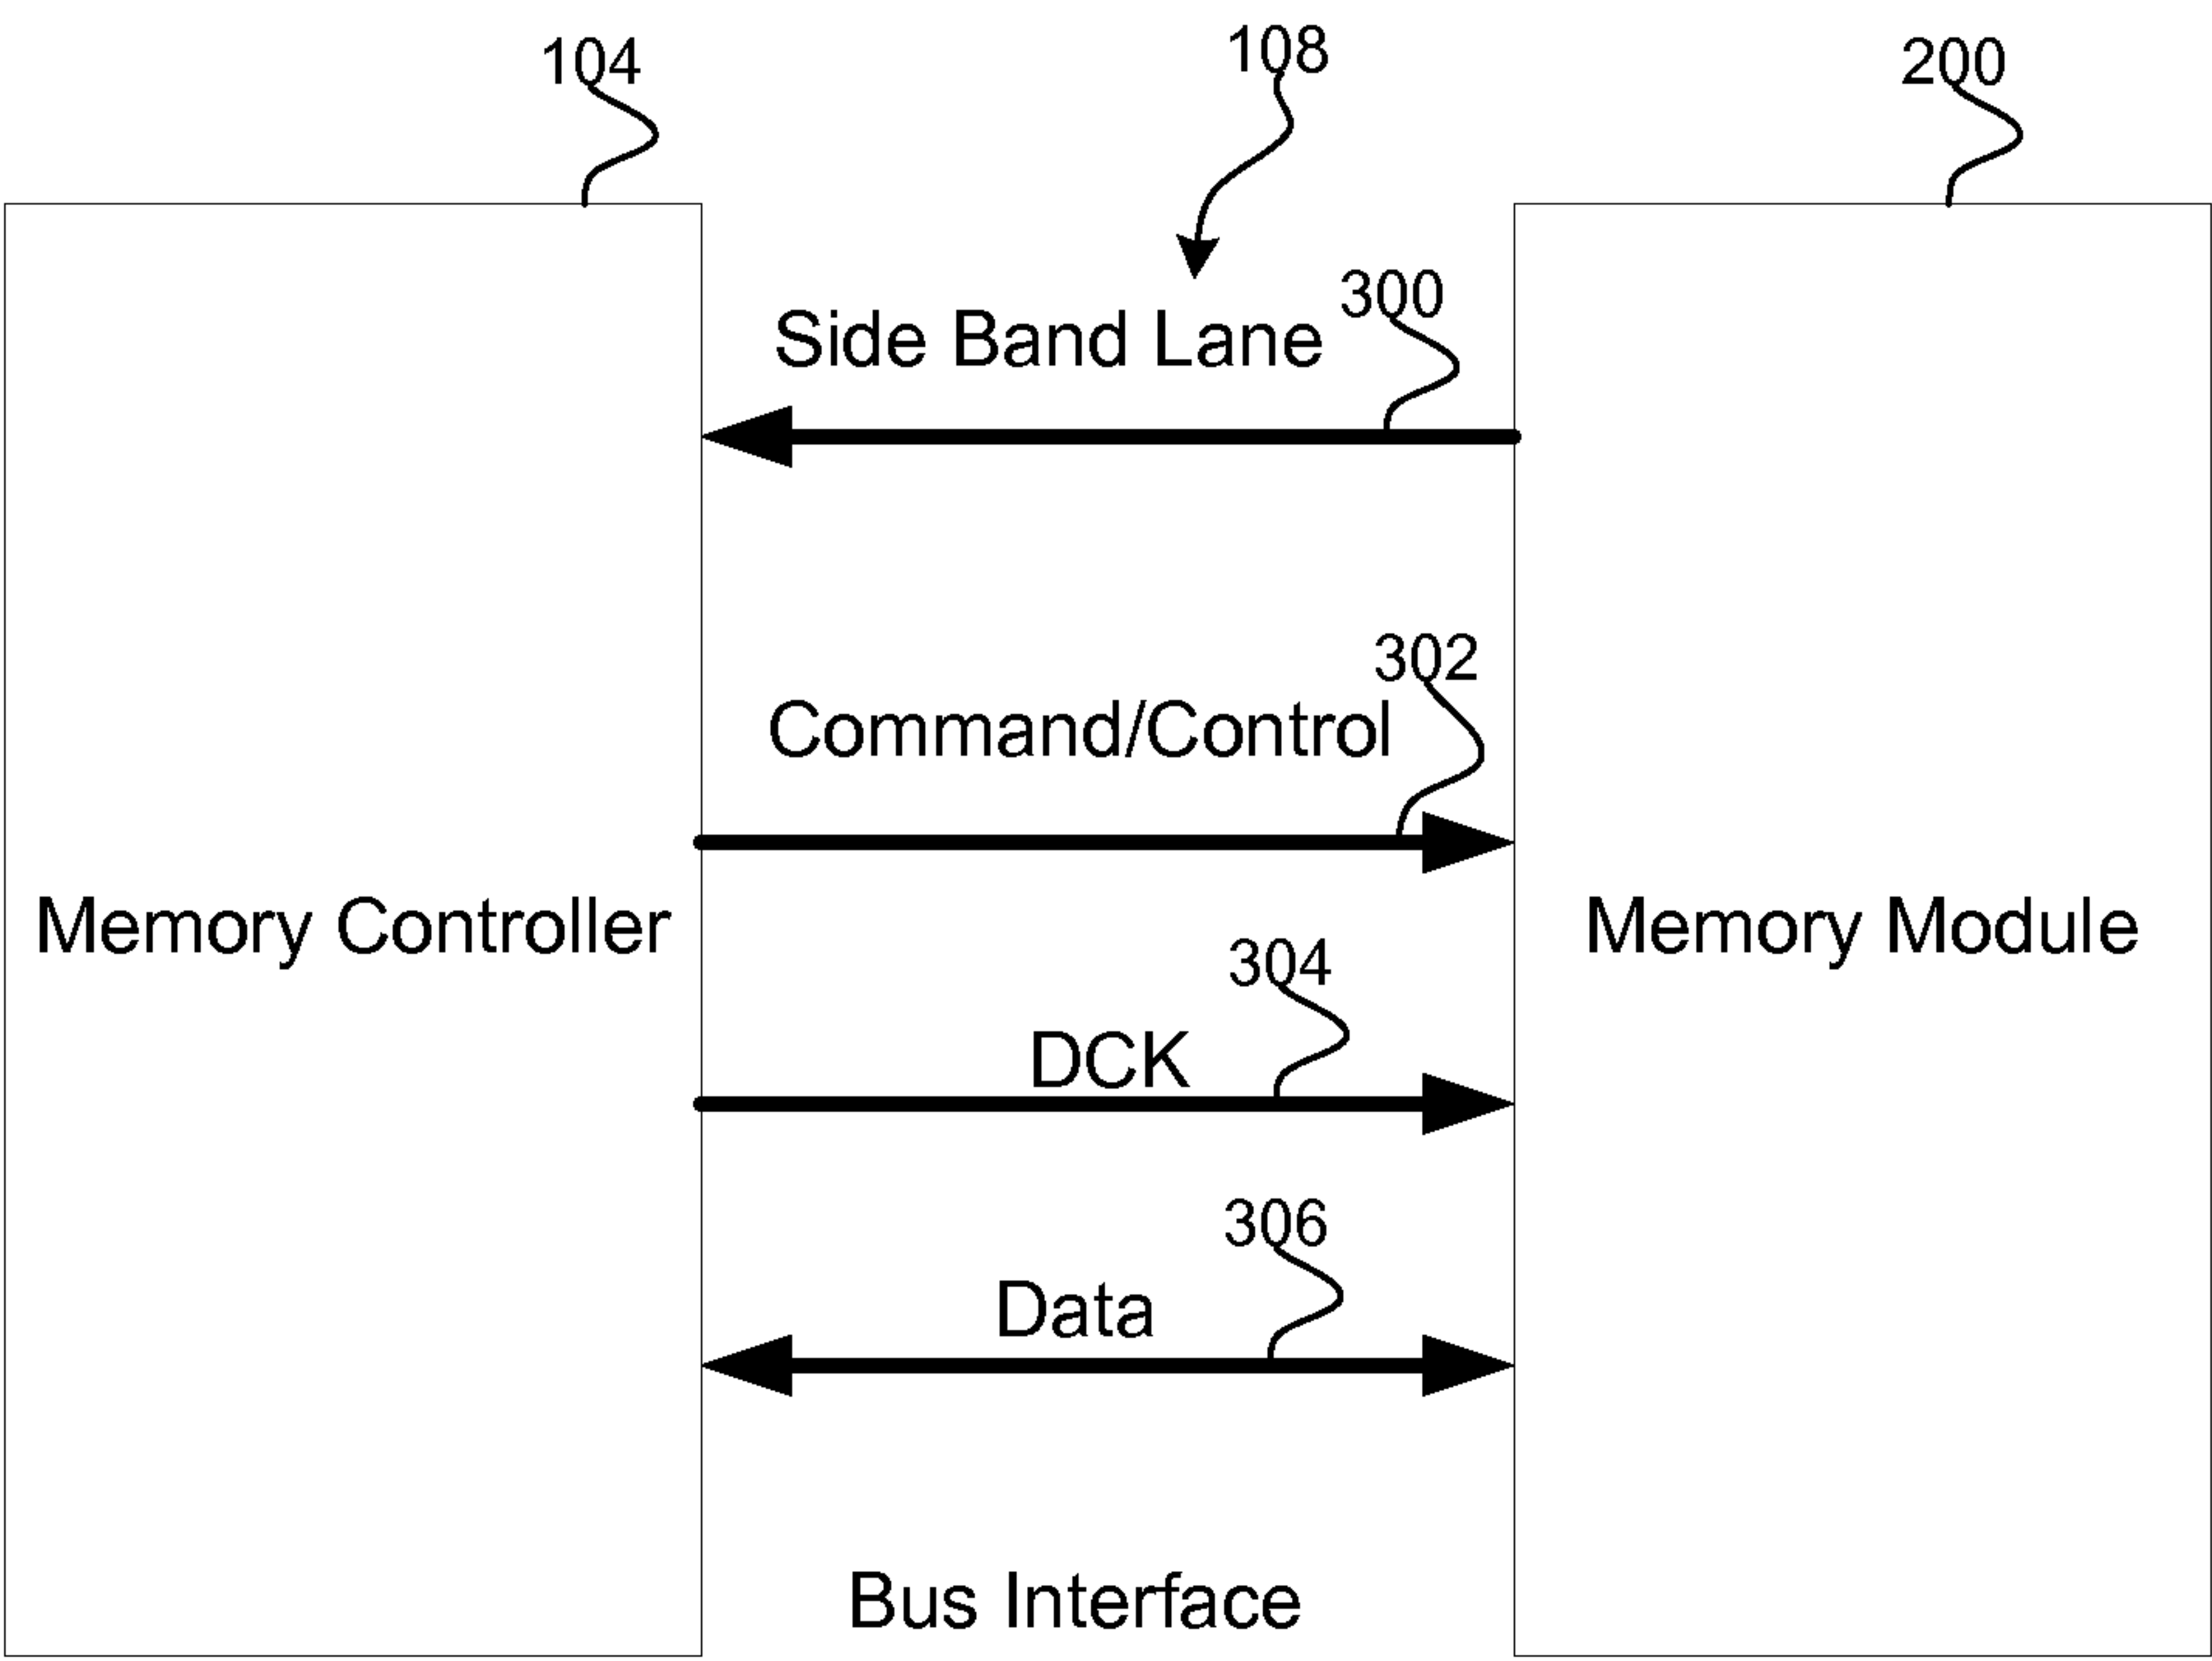 104
108
200
300
Side Band Lane
302
Command/Control
Memory Controller
Memory Module
304
DCK
306
Data
Bus Interface